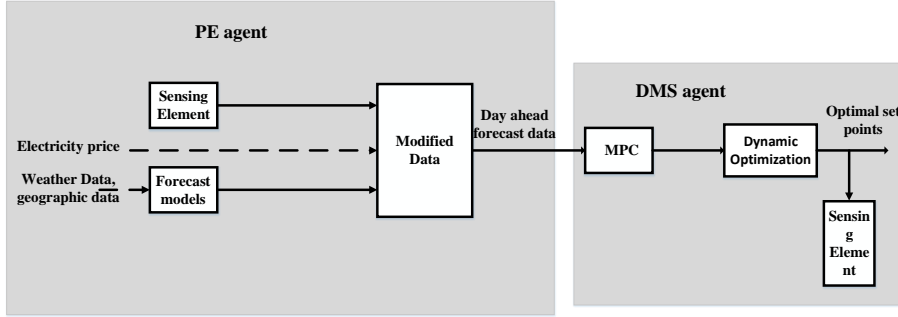 PE agent
Sensing
Element
Electricity price
Weather Data,
geographic data
Forecast
models
Modified
Data
Day ahead
forecast data
DMS agent
MPC
Dynamic
Optimization
Optimal set
points
Sensin
g
Eleme
nt